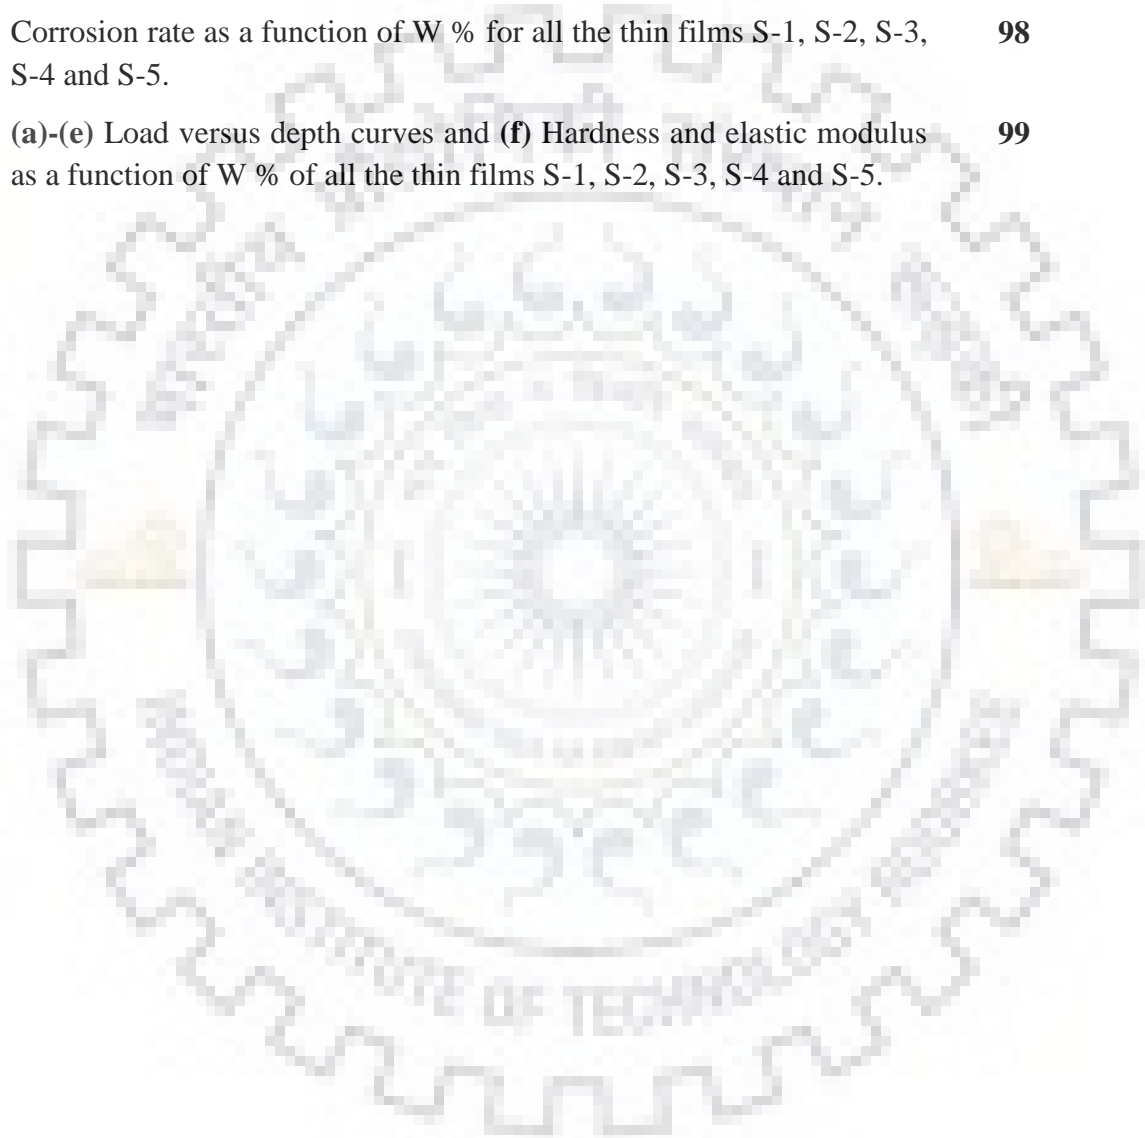 Corrosion rate as a function of W % for all the thin films S-1, S-2, S-3, 98
S-4 and S-5.
(a)-(e) Load versus depth curves and (f) Hardness and elastic modulus 99
as a function of W % of all the thin films S-1, S-2, S-3, S-4 and S-5.
INSTITUTE OF TECHNOLOGY